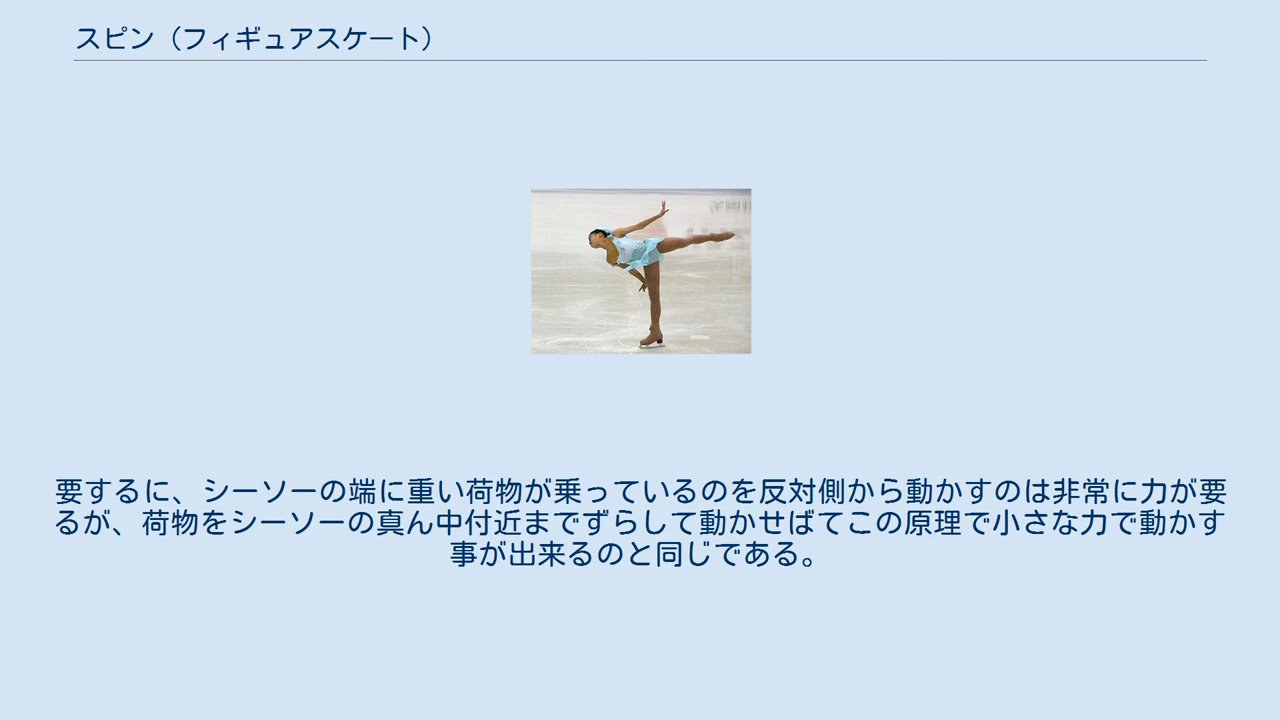 スピン（フィギュアスケート）
要するに、シーソーの端に重い荷物が乗っているのを反対側から動かすのは非常に力が要
るが、荷物をシーソーの真ん中付近までずらして動かせばてこの原理で小さな力で動かす
事が出来るのと同じである。